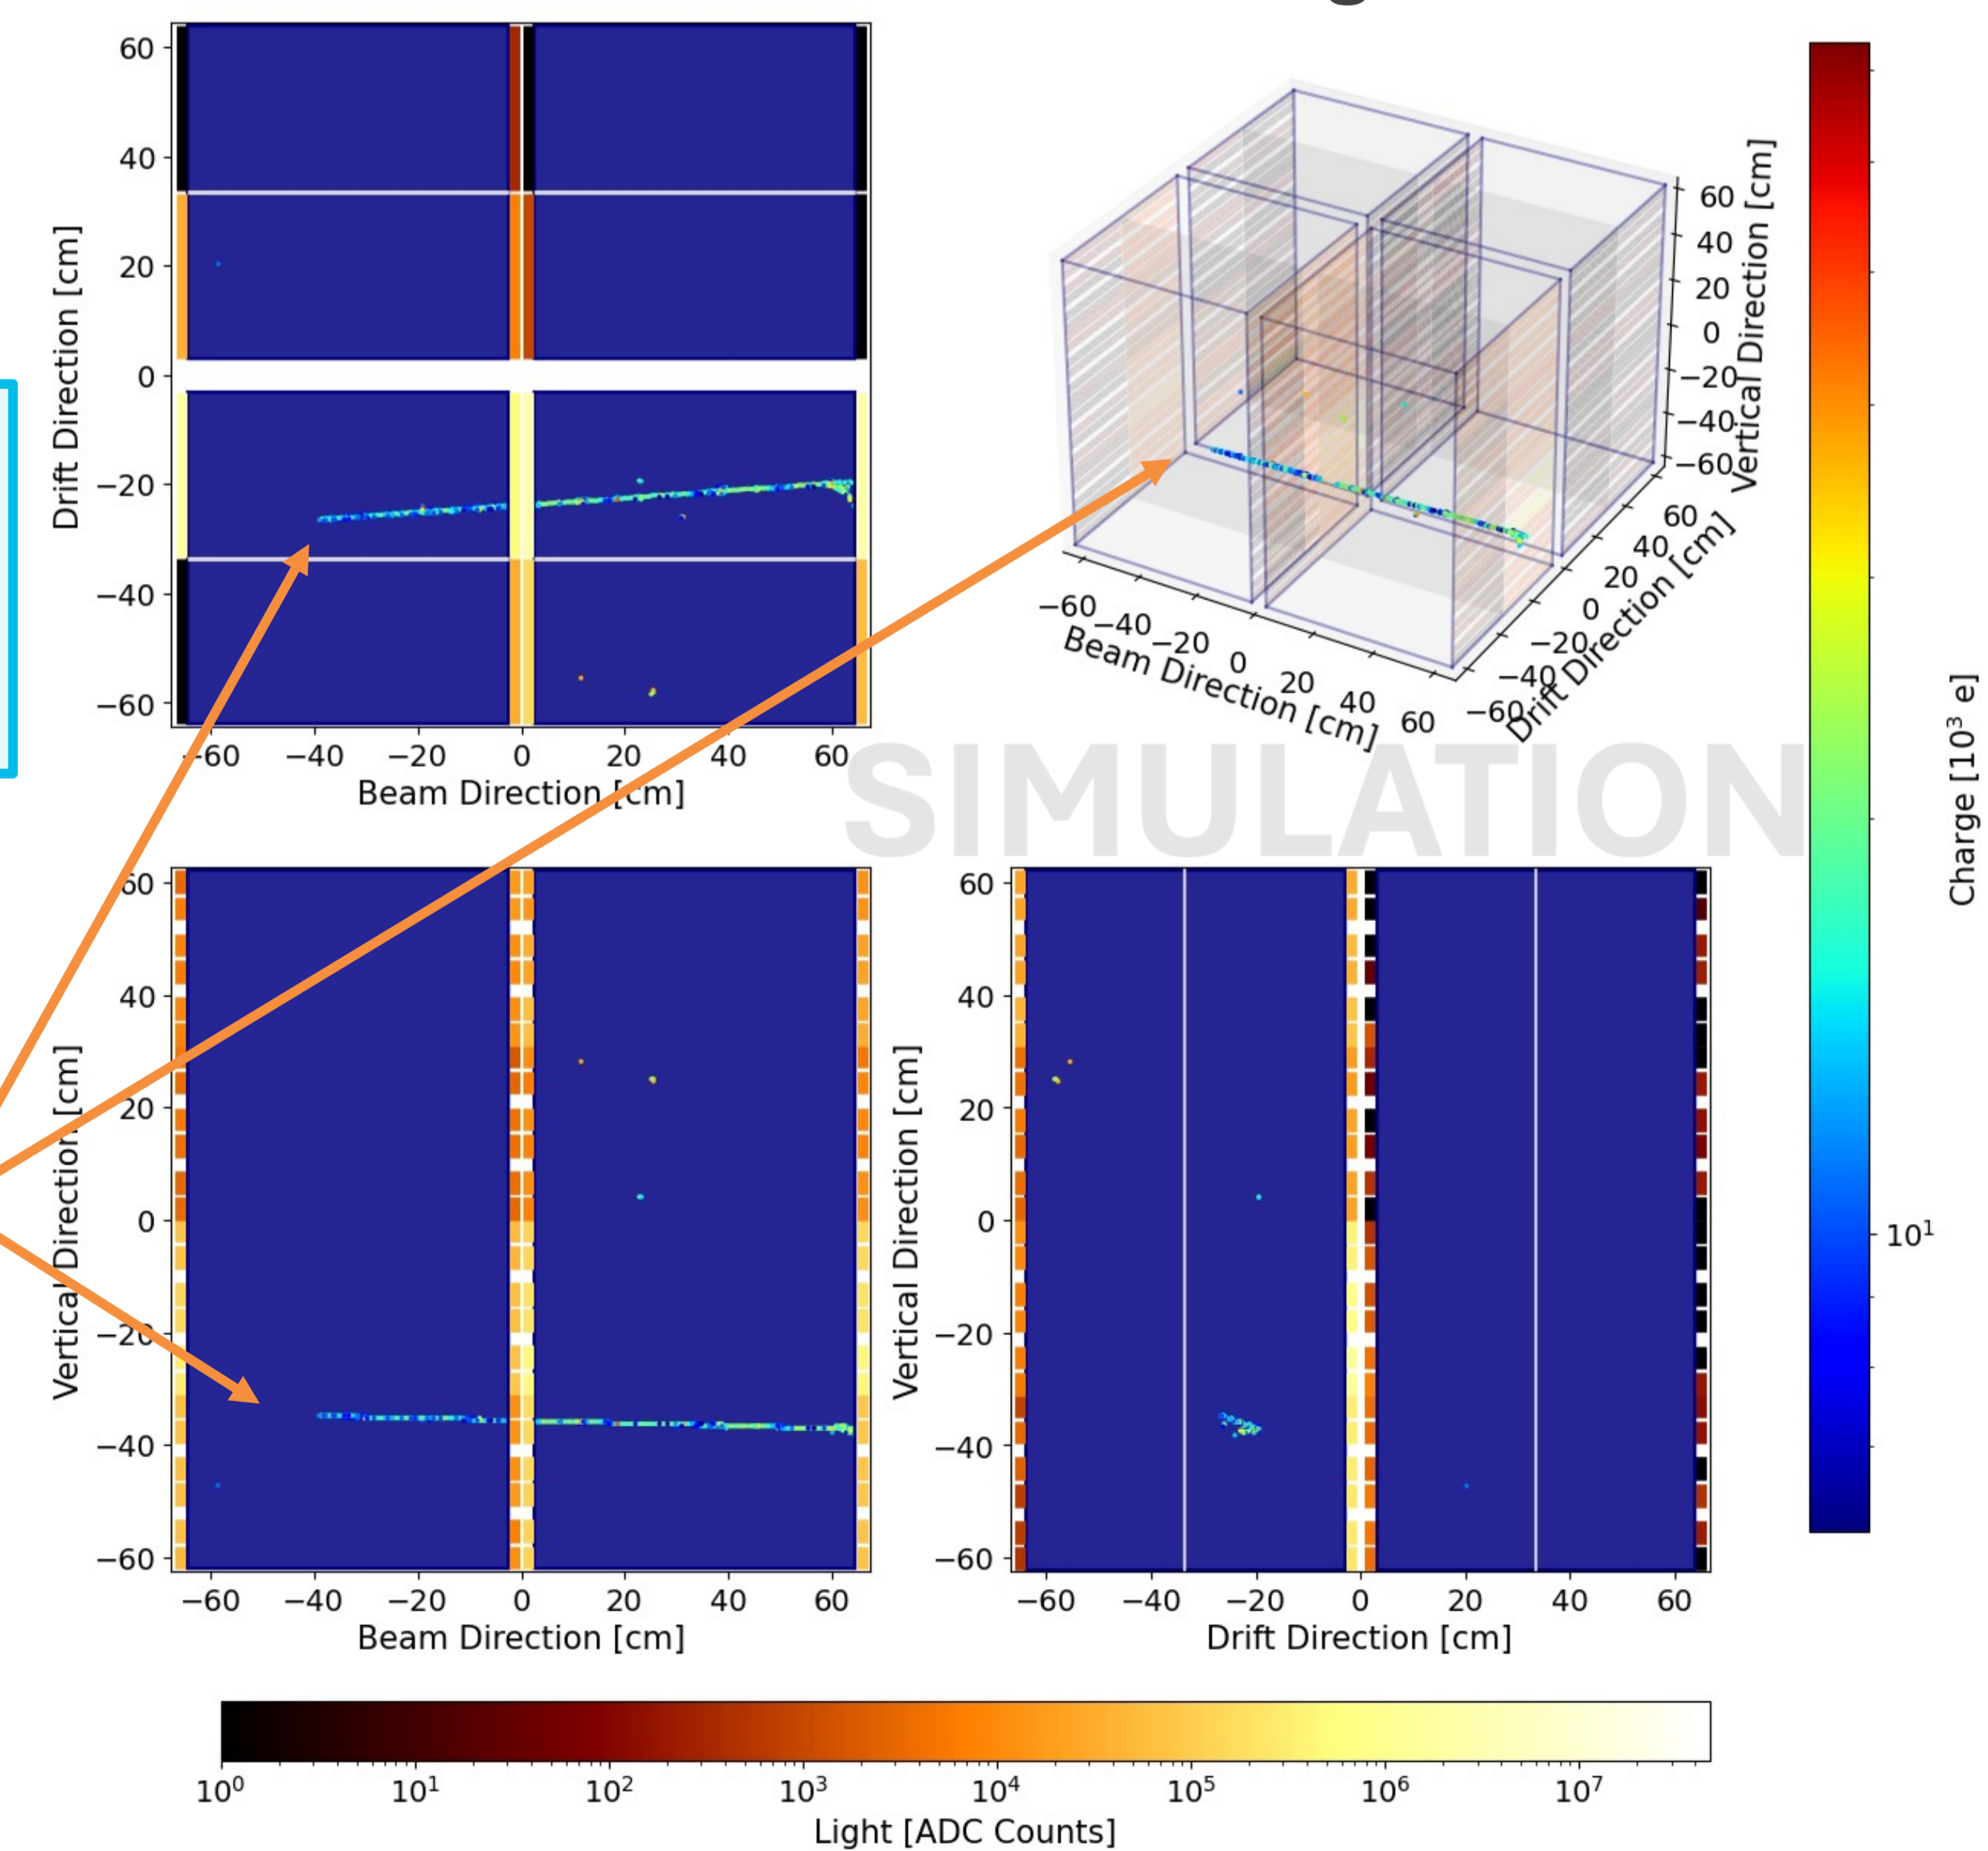 60
40
20
0
−20
−40
−60
Drift Direction [cm]
−60 −40 −20 0 20 40 60
Beam Direction [cm]
60
40
20
0
−20
−40
−60
Vertical Direction [cm]
60
40
20
0
−20
−40
−60
Drift Direction [cm]
−60 −40 −20 0 20 40 60
Beam Direction [cm]
SIMULATION
Charge [10³ e]
10¹
60
40
20
0
−20
−40
−60
Vertical Direction [cm]
−60 −40 −20 0 20 40 60
Beam Direction [cm]
60
40
20
0
−20
−40
−60
Vertical Direction [cm]
−60 −40 −20 0 20 40 60
Drift Direction [cm]
10⁰ 10¹ 10² 10³ 10⁴ 10⁵ 10⁶ 10⁷
Light [ADC Counts]